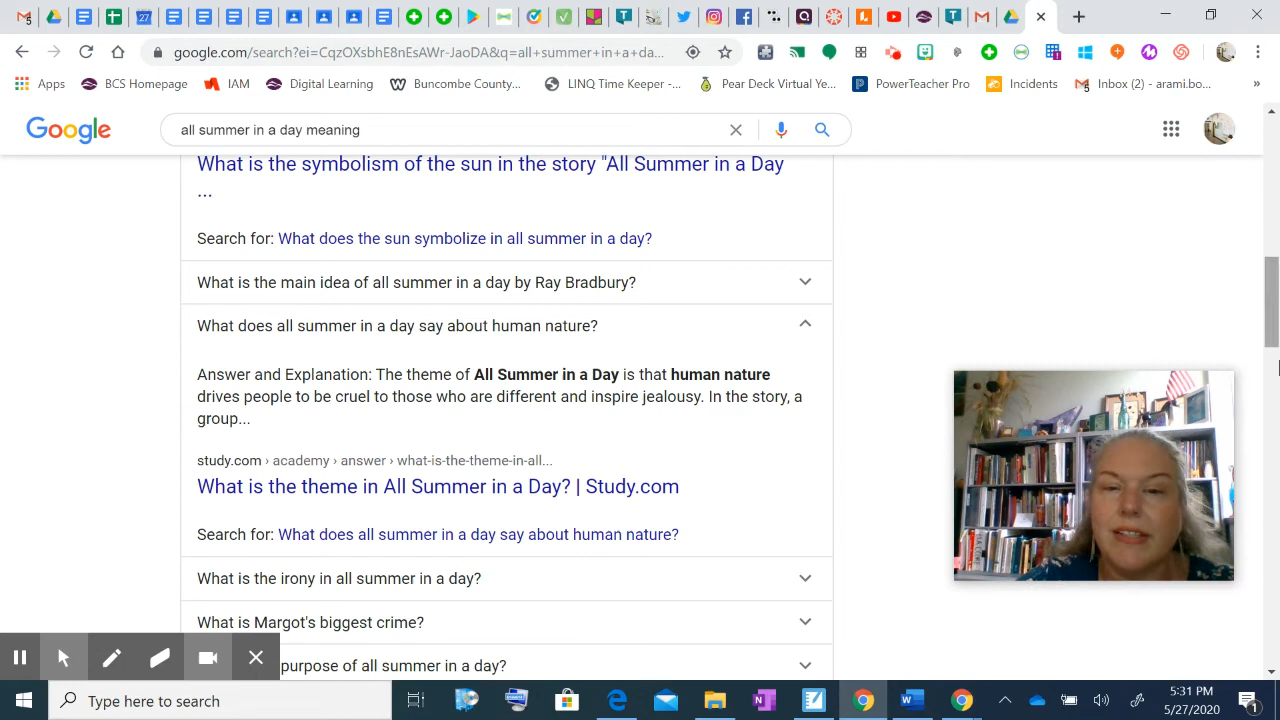 google.com/search?ei=CqzOXsbhE8nEsAWr-JaoDA&q=all+summer+in+a+da...
Apps BCS Homepage IAM Digital Learning Buncombe County... LINQ Time Keeper -... Pear Deck Virtual Ye... PowerTeacher Pro Incidents Inbox (2) - arami.bo... »
Google all summer in a day meaning
What is the symbolism of the sun in the story "All Summer in a Day
...
Search for: What does the sun symbolize in all summer in a day?
What is the main idea of all summer in a day by Ray Bradbury?
What does all summer in a day say about human nature?
Answer and Explanation: The theme of All Summer in a Day is that human nature
drives people to be cruel to those who are different and inspire jealousy. In the story, a
group...
study.com › academy › answer › what-is-the-theme-in-all...
What is the theme in All Summer in a Day? | Study.com
Search for: What does all summer in a day say about human nature?
What is the irony in all summer in a day?
What is Margot's biggest crime?
purpose of all summer in a day?
Type here to search
5:31 PM
5/27/2020